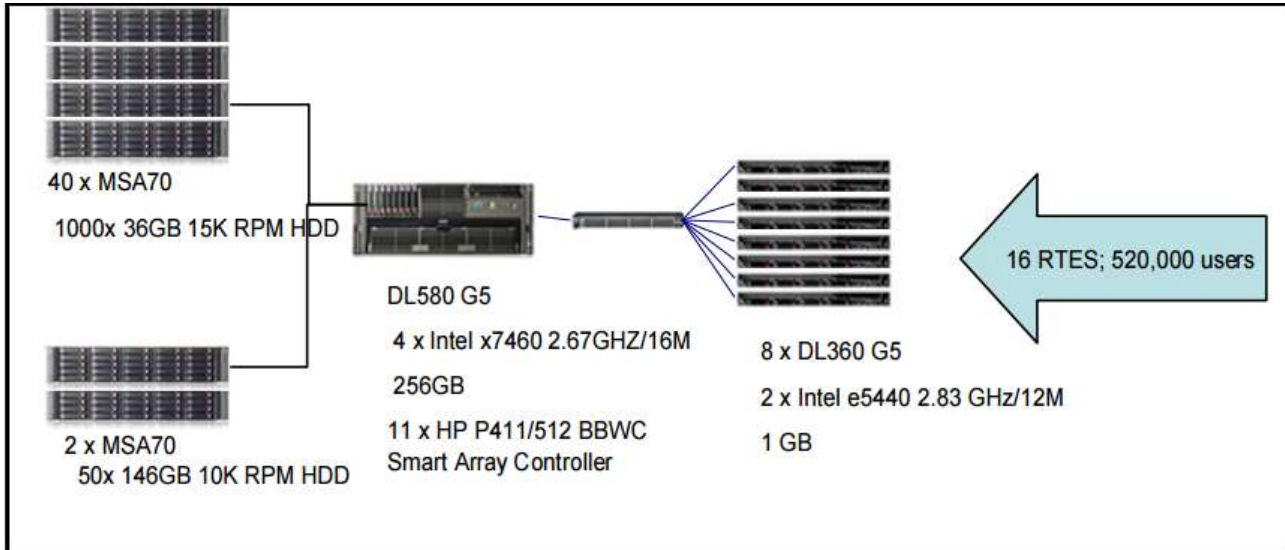 40 x MSA70
1000x 36GB 15K RPM HDD
2 x MSA70
50x 146GB 10K RPM HDD
DL580 G5
4 x Intel x7460 2.67GHZ/16M
256GB
11 x HP P411/512 BBWC
Smart Array Controller
8 x DL360 G5
2 x Intel e5440 2.83 GHz/12M
1 GB
16 RTES; 520,000 users